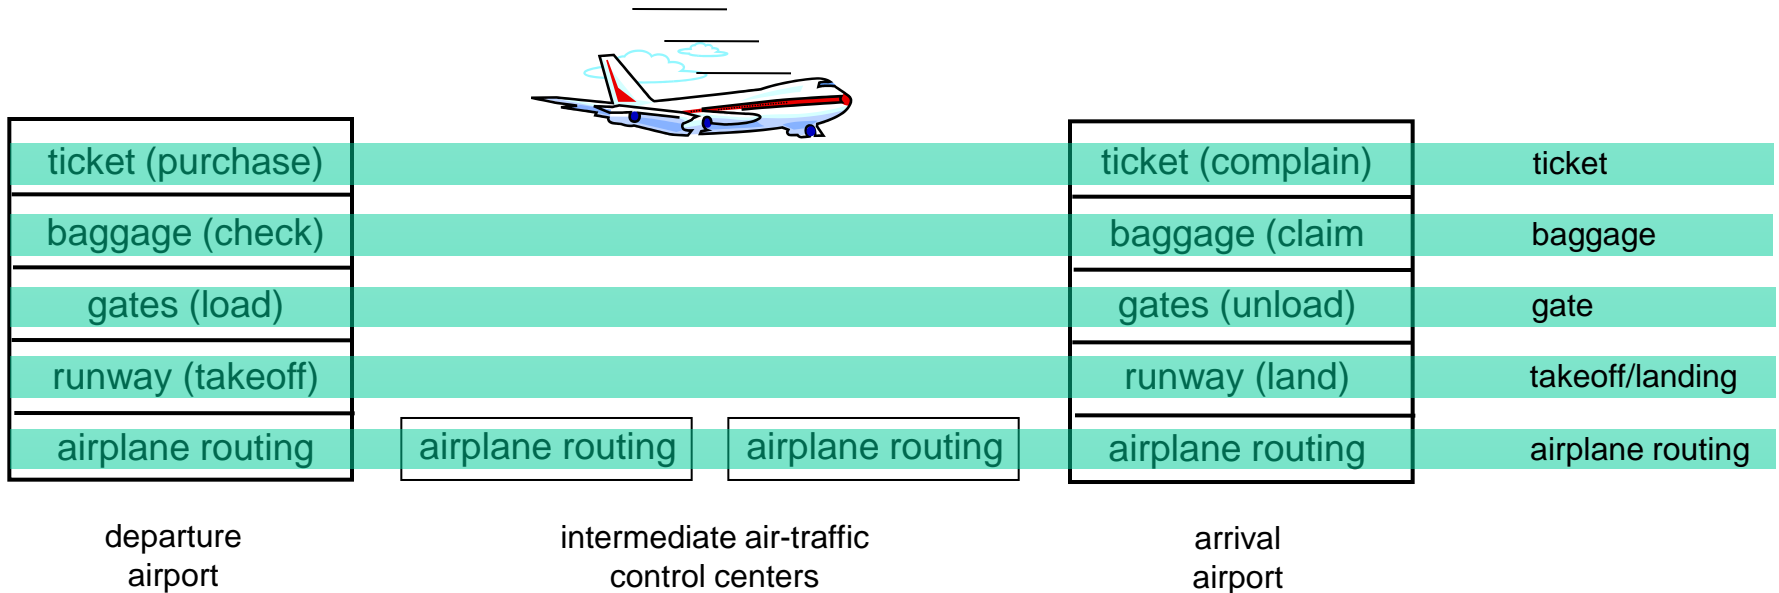 ticket (purchase)
ticket (complain)
ticket
baggage (check)
baggage (claim
baggage
gates (load)
gates (unload)
gate
runway (takeoff)
runway (land)
takeoff/landing
airplane routing
airplane routing
airplane routing
airplane routing
airplane routing
departure
airport
intermediate air-traffic
control centers
arrival
airport